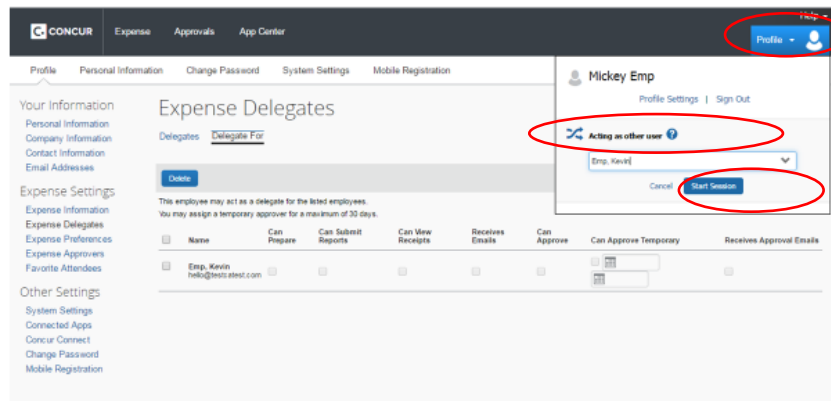 Help
CONCUR Expense Approvals App Center
Profile
Profile Personal Information Change Password System Settings Mobile Registration
Mickey Emp
Profile Settings | Sign Out
Acting as other user ?
Emp, Kevin
Cancel Start Session
Your Information
Personal Information
Company Information
Contact Information
Email Addresses
Expense Settings
Expense Information
Expense Delegates
Expense Preferences
Expense Approvers
Favorite Attendees
Other Settings
System Settings
Connected Apps
Concur Connect
Change Password
Mobile Registration
Expense Delegates
Delegates Delegate For
Delete
This employee may act as a delegate for the listed employees.
You may assign a temporary approver for a maximum of 30 days.
Name Can Prepare Can Submit Reports Can View Receipts Receives Emails Can Approve Can Approve Temporary Receives Approval Emails
Emp, Kevin